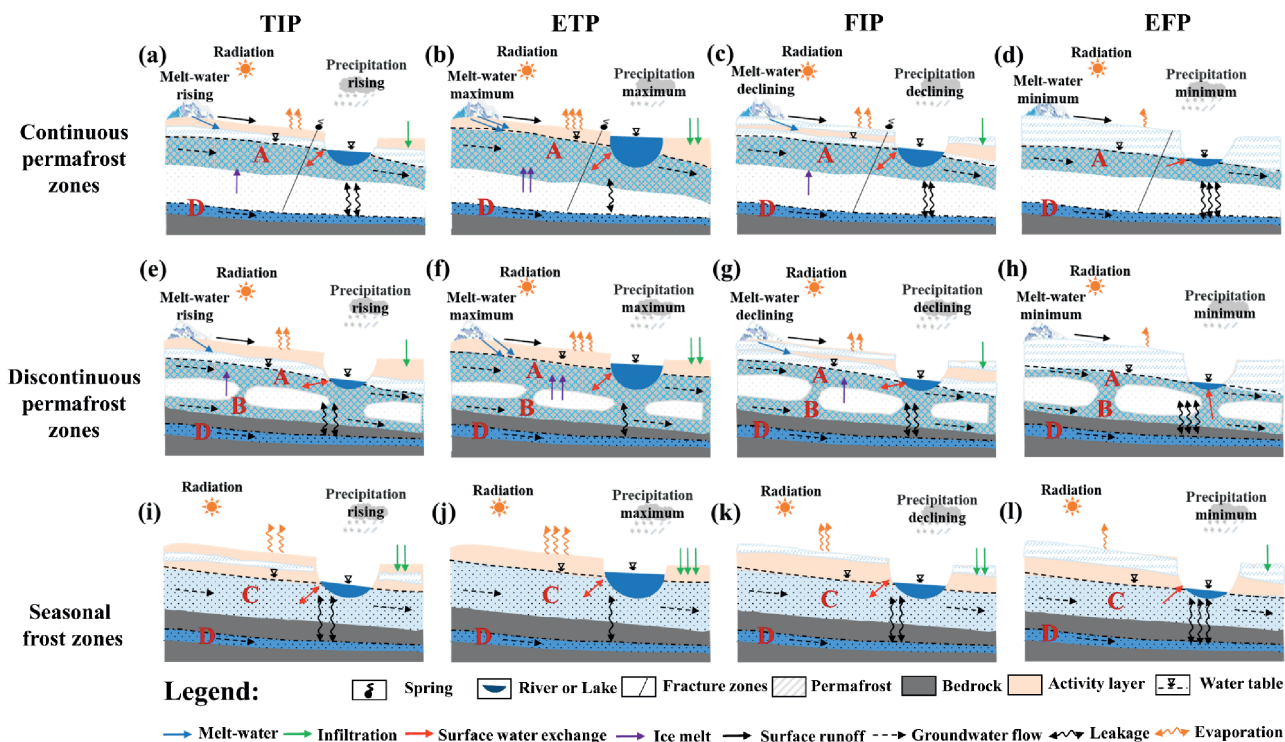 TIP ETP FIP EFP
Continuous
permafrost
zones
(a)
Radiation
Melt-water
rising
Precipitation
rising
A
D
(b)
Radiation
Melt-water
maximum
Precipitation
maximum
A
D
(c)
Radiation
Melt-water
declining
Precipitation
declining
A
D
(d)
Radiation
Melt-water
minimum
Precipitation
minimum
A
D
Discontinuous
permafrost
zones
(e)
Radiation
Melt-water
rising
Precipitation
rising
A
B
D
(f)
Radiation
Melt-water
maximum
Precipitation
maximum
A
B
D
(g)
Radiation
Melt-water
declining
Precipitation
declining
A
B
D
(h)
Radiation
Melt-water
minimum
Precipitation
minimum
A
B
D
Seasonal
frost zones
(i)
Radiation
Precipitation
rising
C
D
(j)
Radiation
Precipitation
maximum
C
D
(k)
Radiation
Precipitation
declining
C
D
(l)
Radiation
Precipitation
minimum
C
D
Legend: Spring River or Lake Fracture zones Permafrost Bedrock Activity layer Water table
Melt-water Infiltration Surface water exchange Ice melt Surface runoff Groundwater flow Leakage Evaporation